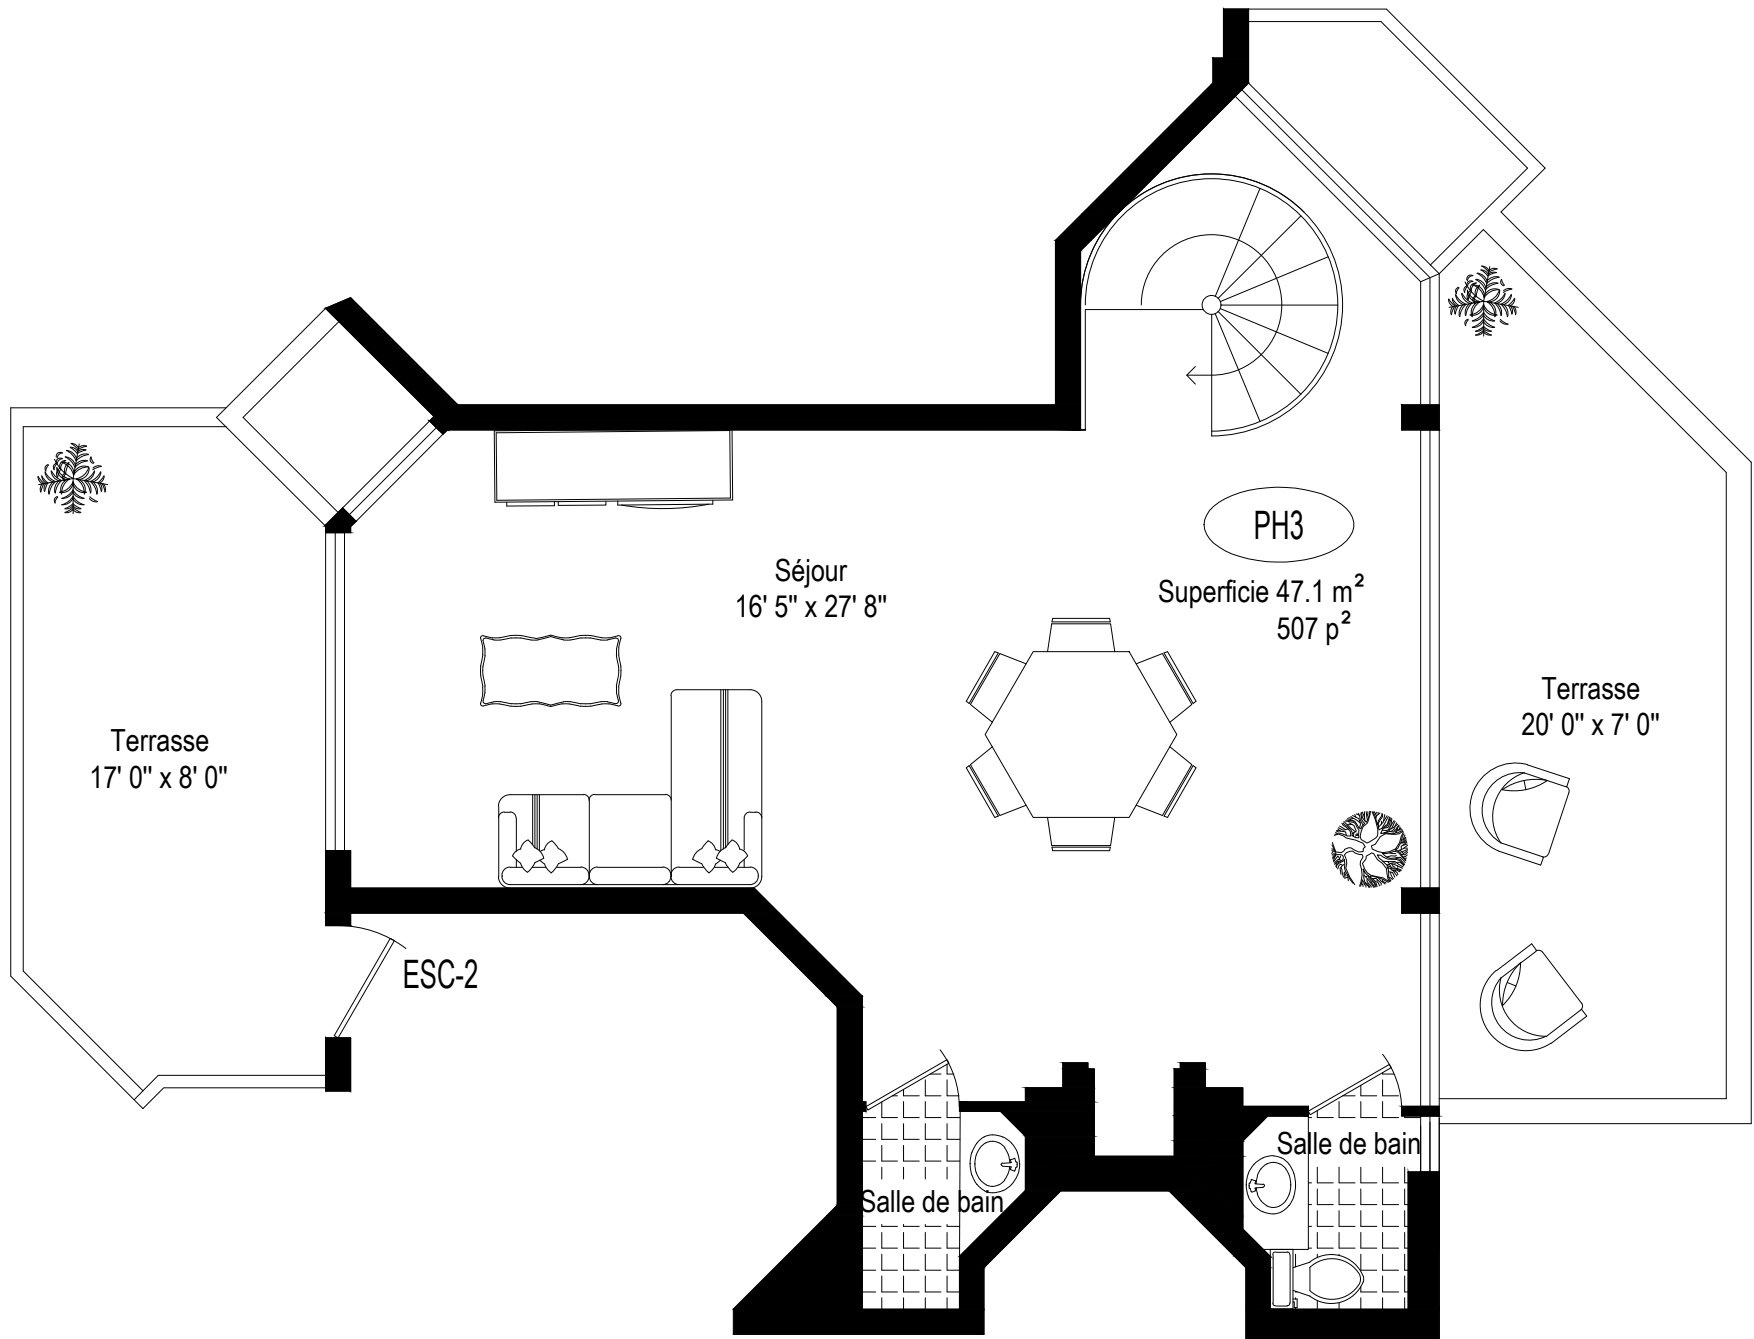 PH3
Superficie 47.1 m²
507 p²
Séjour
16' 5" x 27' 8"
Terrasse
20' 0" x 7' 0"
Terrasse
17' 0" x 8' 0"
ESC-2
Salle de bain
Salle de bain